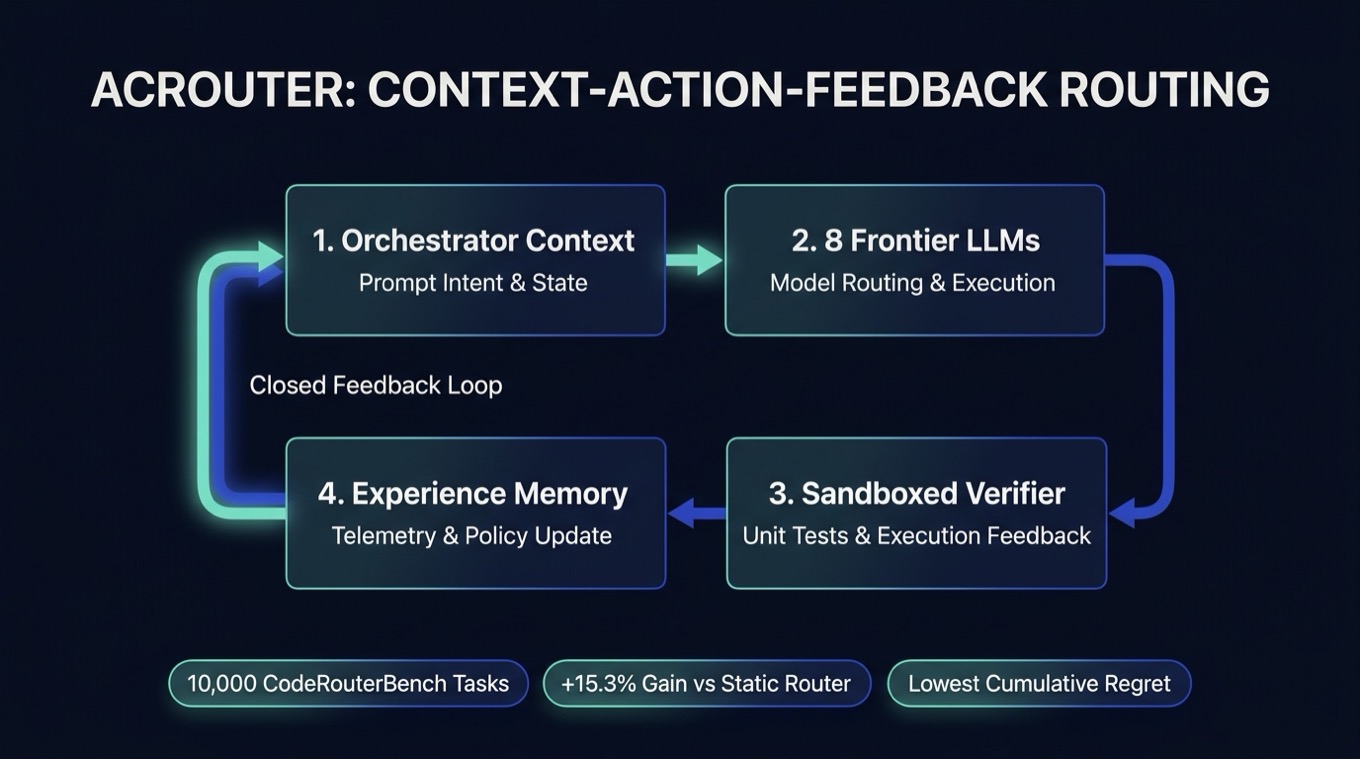 ACROUTER: CONTEXT-ACTION-FEEDBACK ROUTING
1. Orchestrator Context
Prompt Intent & State
2. 8 Frontier LLMs
Model Routing & Execution
Closed Feedback Loop
4. Experience Memory
Telemetry & Policy Update
3. Sandboxed Verifier
Unit Tests & Execution Feedback
10,000 CodeRouterBench Tasks
+15.3% Gain vs Static Router
Lowest Cumulative Regret